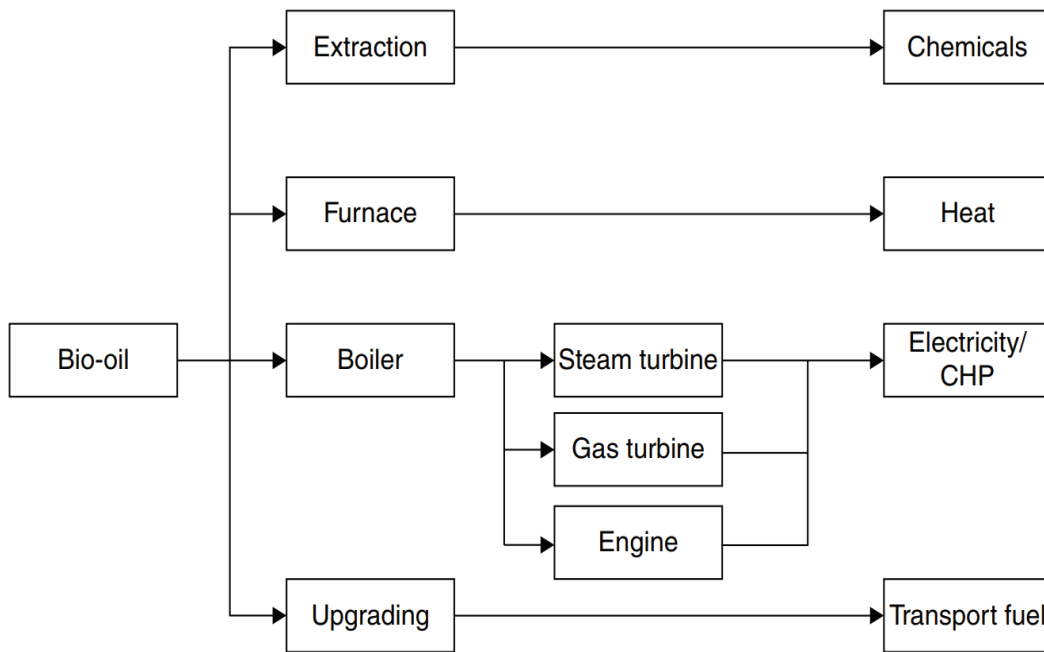 Extraction
Chemicals
Furnace
Heat
Bio-oil
Boiler
Steam turbine
Electricity/
CHP
Gas turbine
Engine
Upgrading
Transport fuel